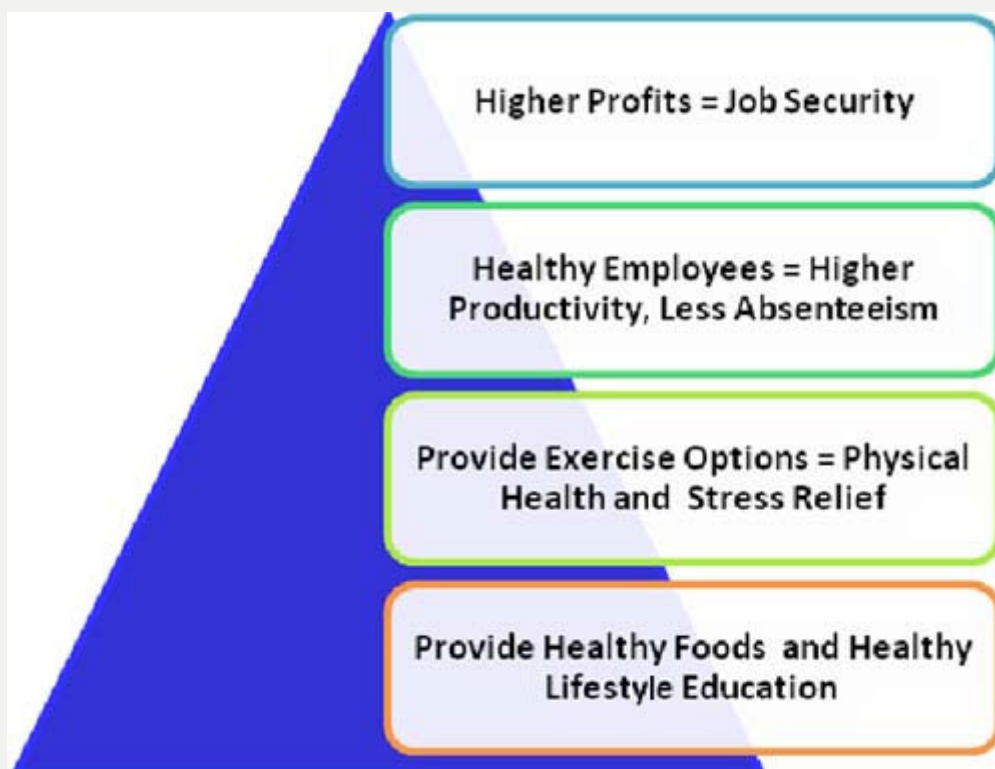 Higher Profits = Job Security
Healthy Employees = Higher
Productivity, Less Absenteeism
Provide Exercise Options = Physical
Health and Stress Relief
Provide Healthy Foods and Healthy
Lifestyle Education